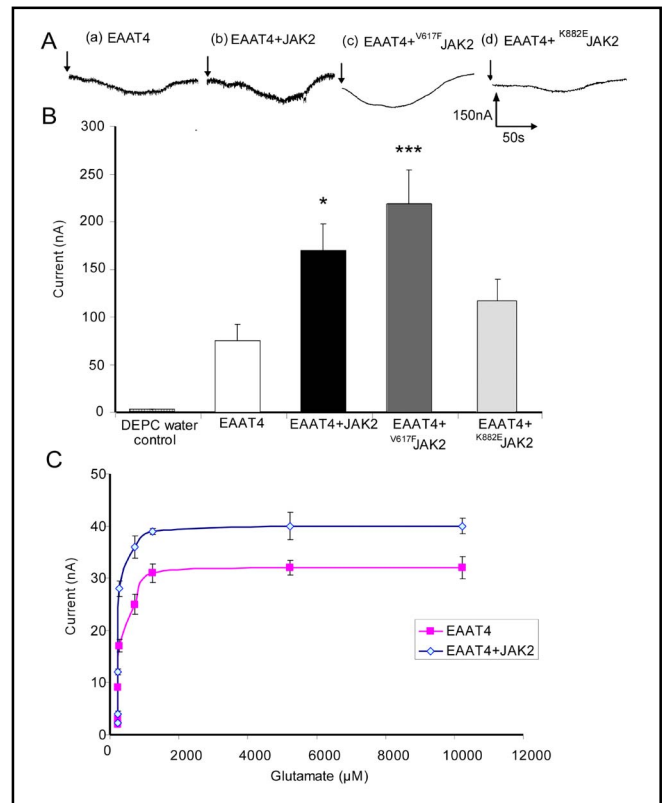 A
(a) EAAT4 (b) EAAT4+JAK2 (c) EAAT4+V617FJAK2 (d) EAAT4+ K882EJAK2
150nA
50s
B
***
*
Current (nA)
300
250
200
150
100
50
0
DEPC water control
EAAT4
EAAT4+JAK2
EAAT4+
V617FJAK2
EAAT4+
K882EJAK2
C
Current (nA)
50
40
30
20
10
0
EAAT4
EAAT4+JAK2
0 2000 4000 6000 8000 10000 12000
Glutamate (µM)